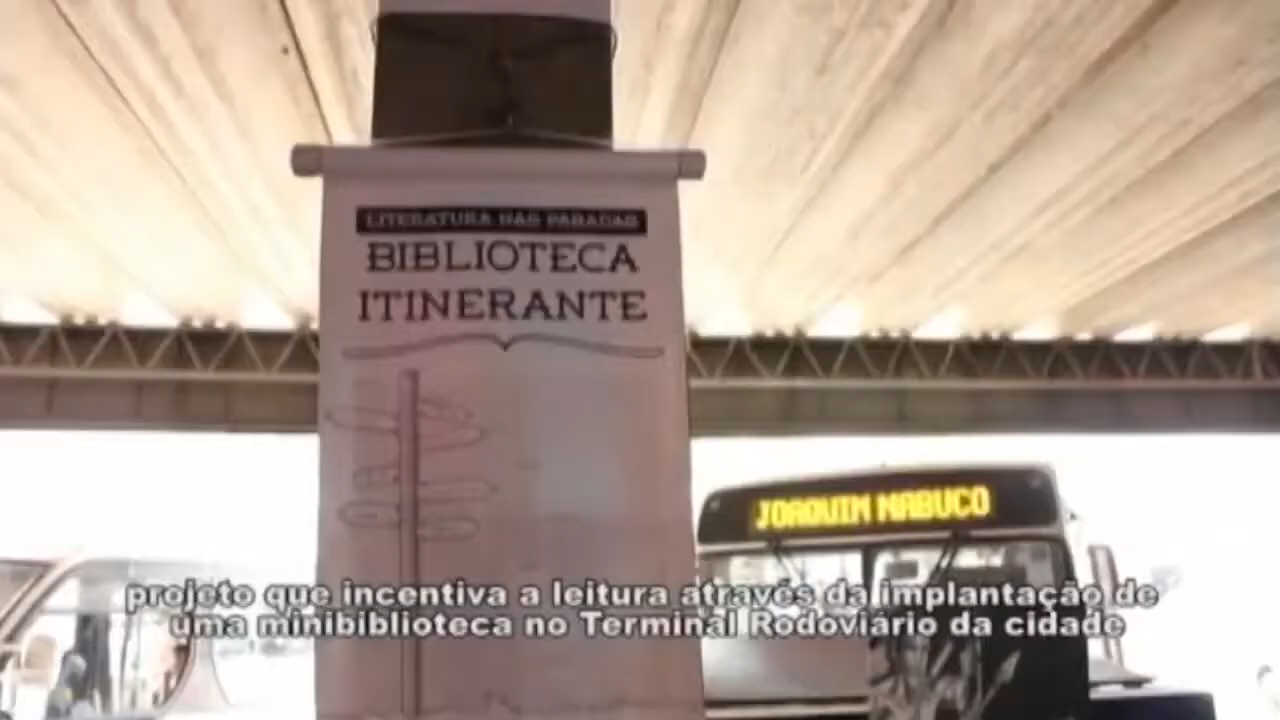 LITERATURA NAS PARADAS
BIBLIOTECA
ITINERANTE
JOAQUIM NABUCO
projeto que incentiva a leitura através da implantação de
uma minibiblioteca no Terminal Rodoviário da cidade